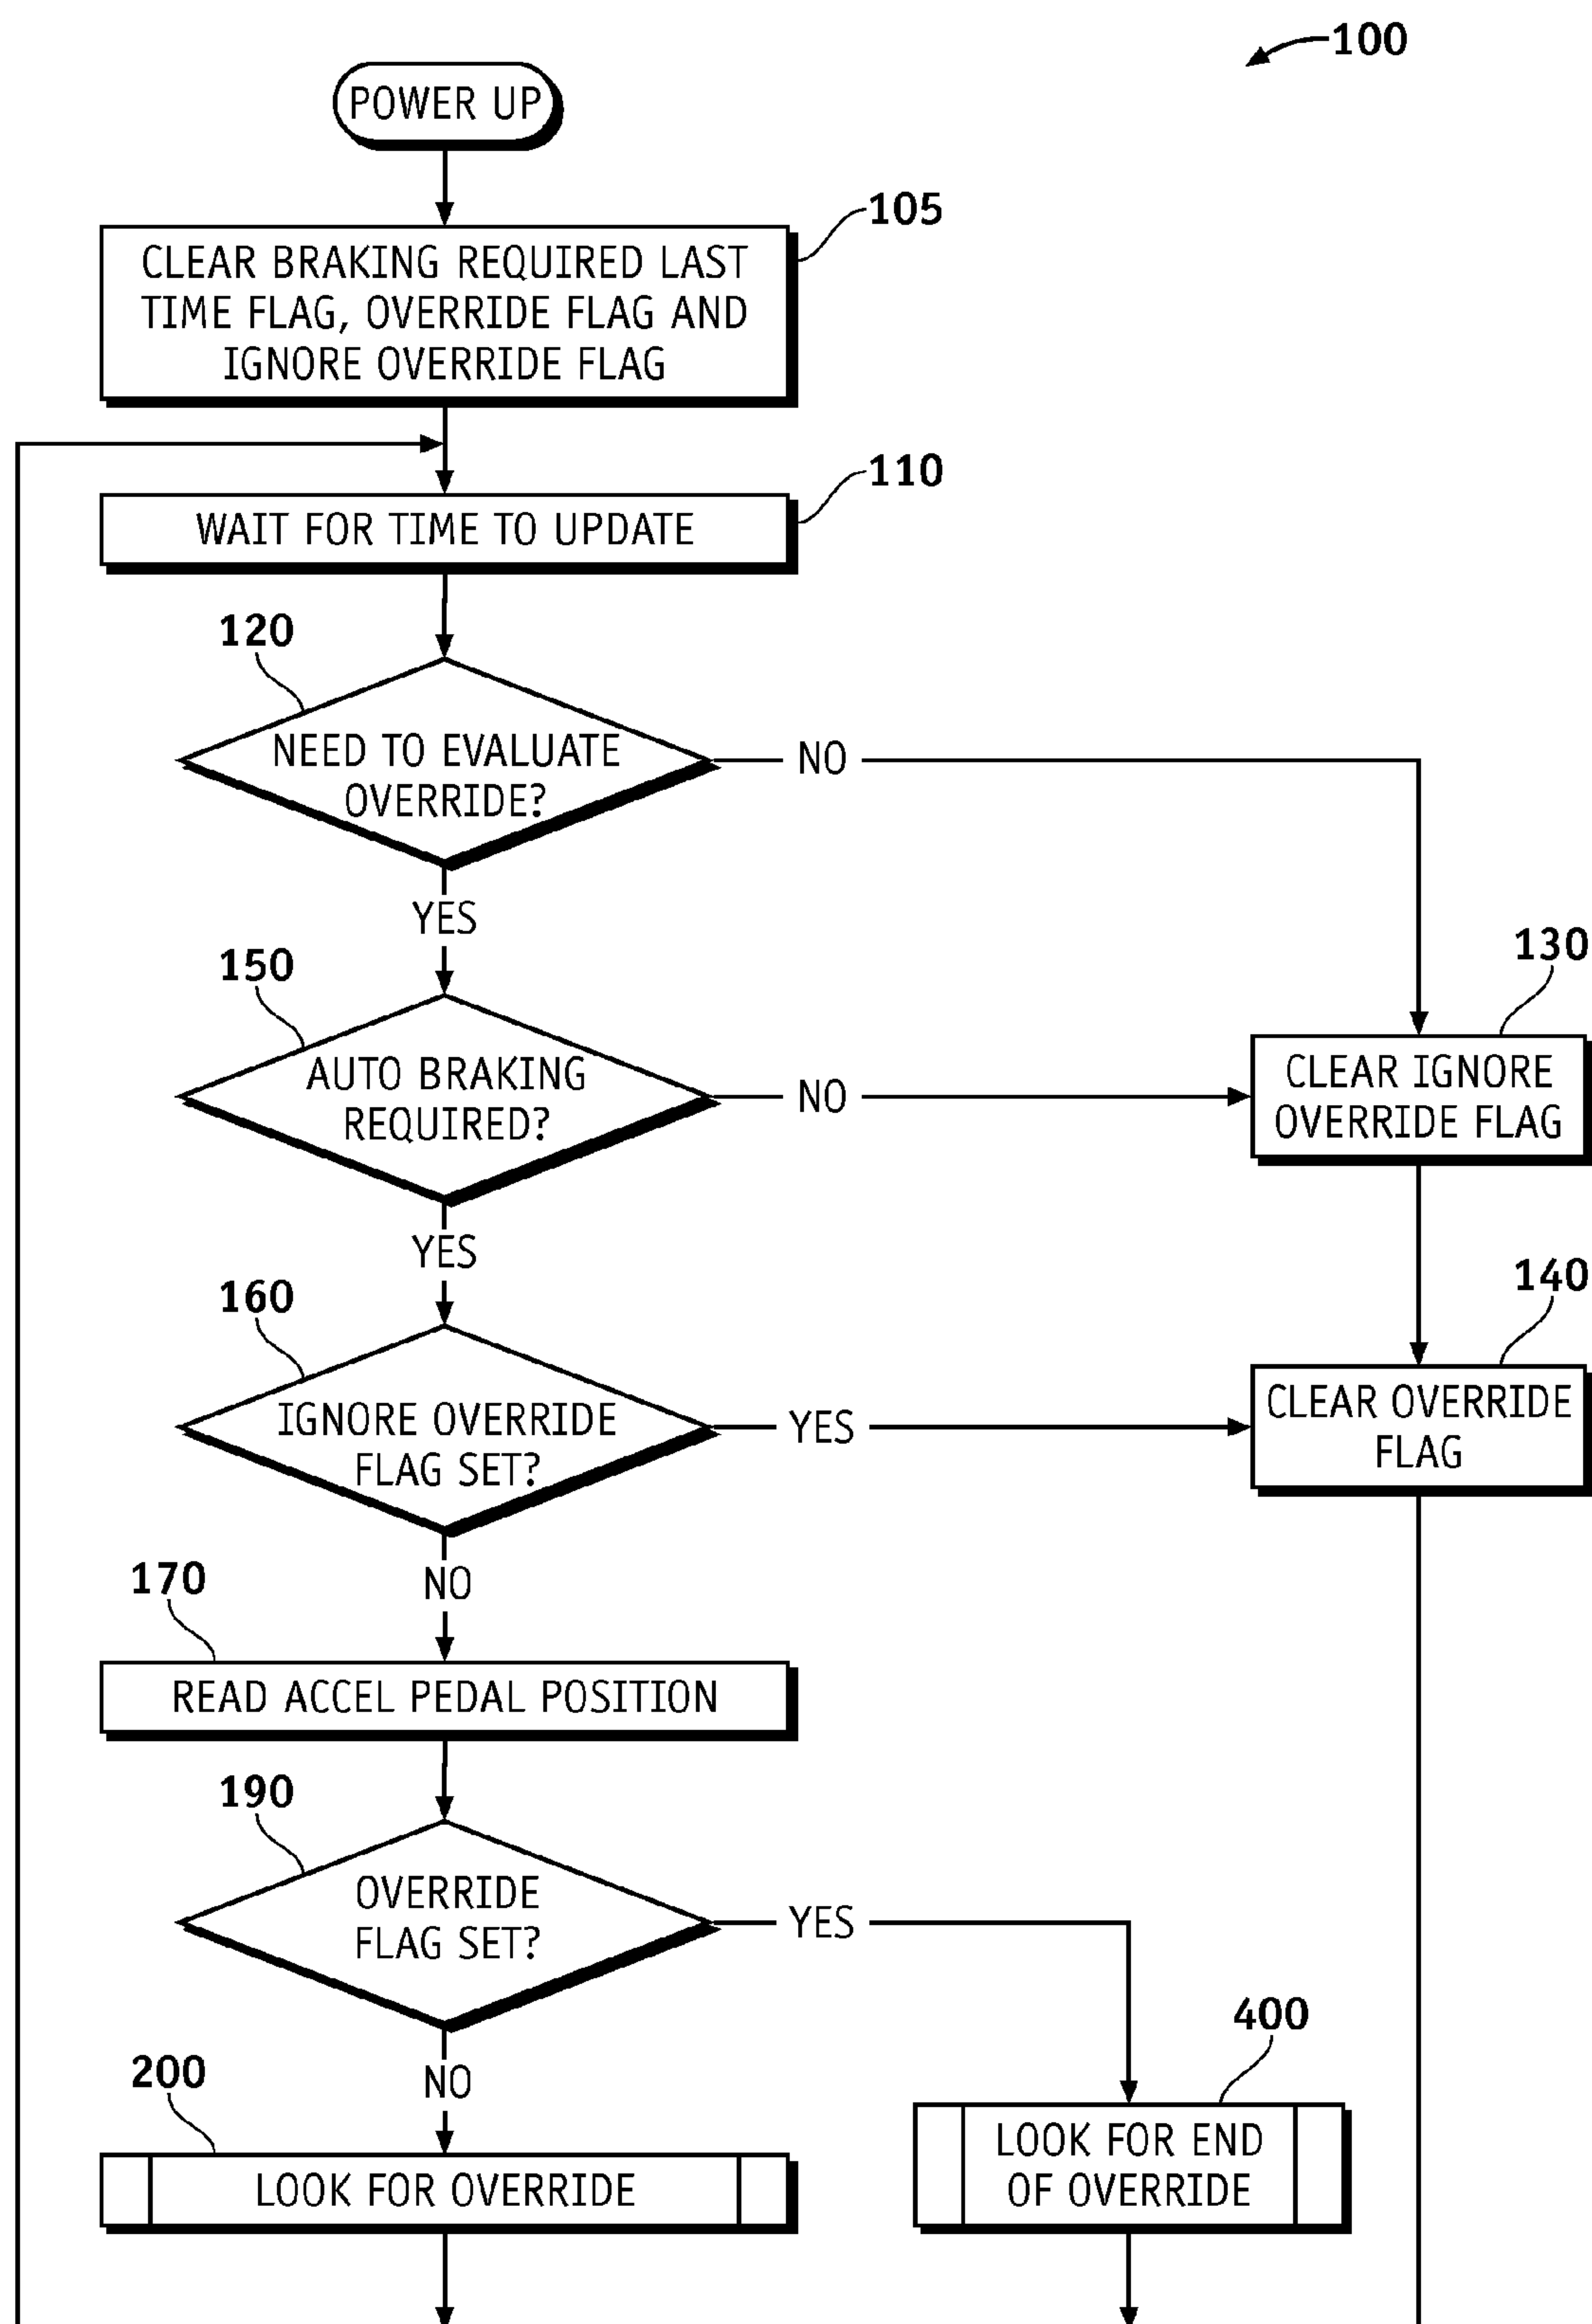 100
POWER UP
105
CLEAR BRAKING REQUIRED LAST
TIME FLAG, OVERRIDE FLAG AND
IGNORE OVERRIDE FLAG
110
WAIT FOR TIME TO UPDATE
120
NEED TO EVALUATE
OVERRIDE?
NO
YES
130
150
AUTO BRAKING
REQUIRED?
NO
CLEAR IGNORE
OVERRIDE FLAG
YES
140
160
IGNORE OVERRIDE
FLAG SET?
YES
CLEAR OVERRIDE
FLAG
NO
170
READ ACCEL PEDAL POSITION
190
OVERRIDE
FLAG SET?
YES
400
NO
200
LOOK FOR OVERRIDE
LOOK FOR END
OF OVERRIDE